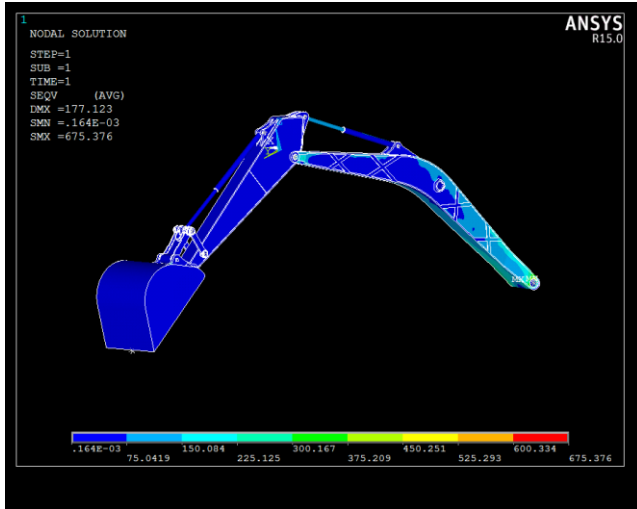 1
NODAL SOLUTION
STEP=1
SUB =1
TIME=1
SEQV (AVG)
DMX =177.123
SMN =.164E-03
SMX =675.376
ANSYS
R15.0
.164E-03 150.084 300.167 450.251 600.334
75.0419 225.125 375.209 525.293 675.376